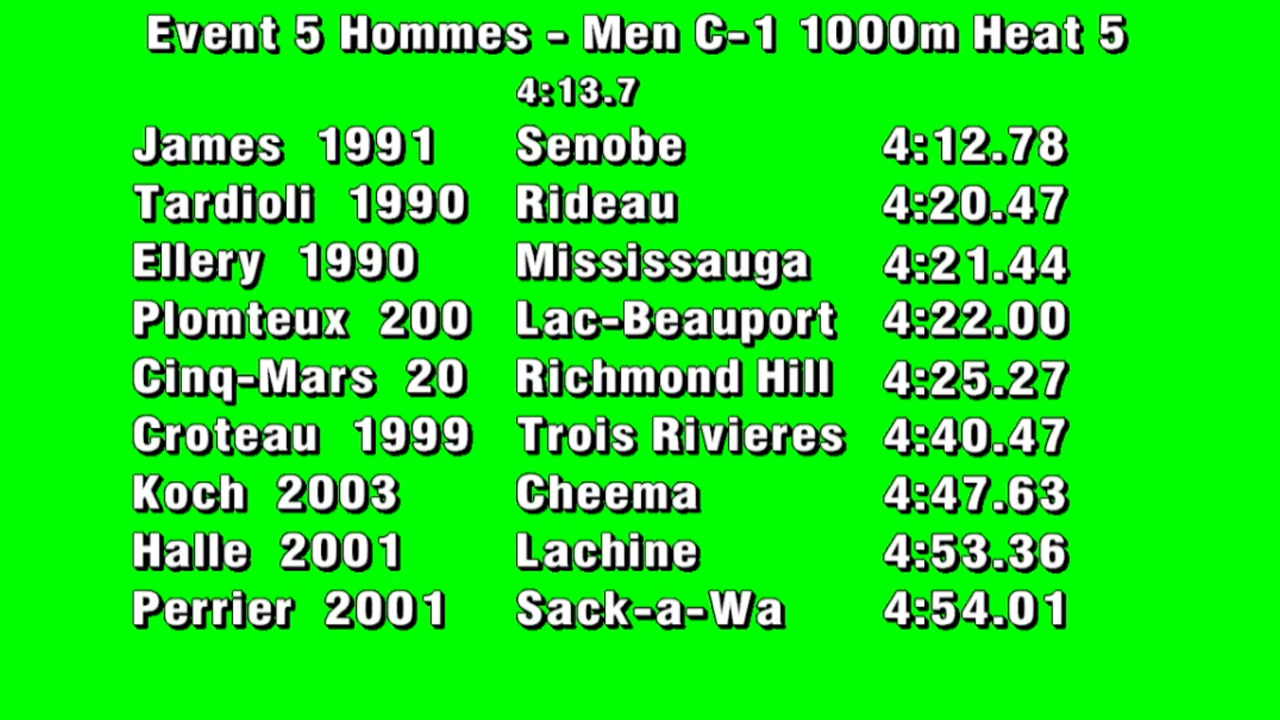 Event 5 Hommes - Men C-1 1000m Heat 5
4:13.7
James 1991 Senobe 4:12.78
Tardioli 1990 Rideau 4:20.47
Ellery 1990 Mississauga 4:21.44
Plomteux 200 Lac-Beauport 4:22.00
Cinq-Mars 20 Richmond Hill 4:25.27
Croteau 1999 Trois Rivieres 4:40.47
Koch 2003 Cheema 4:47.63
Halle 2001 Lachine 4:53.36
Perrier 2001 Sack-a-Wa 4:54.01